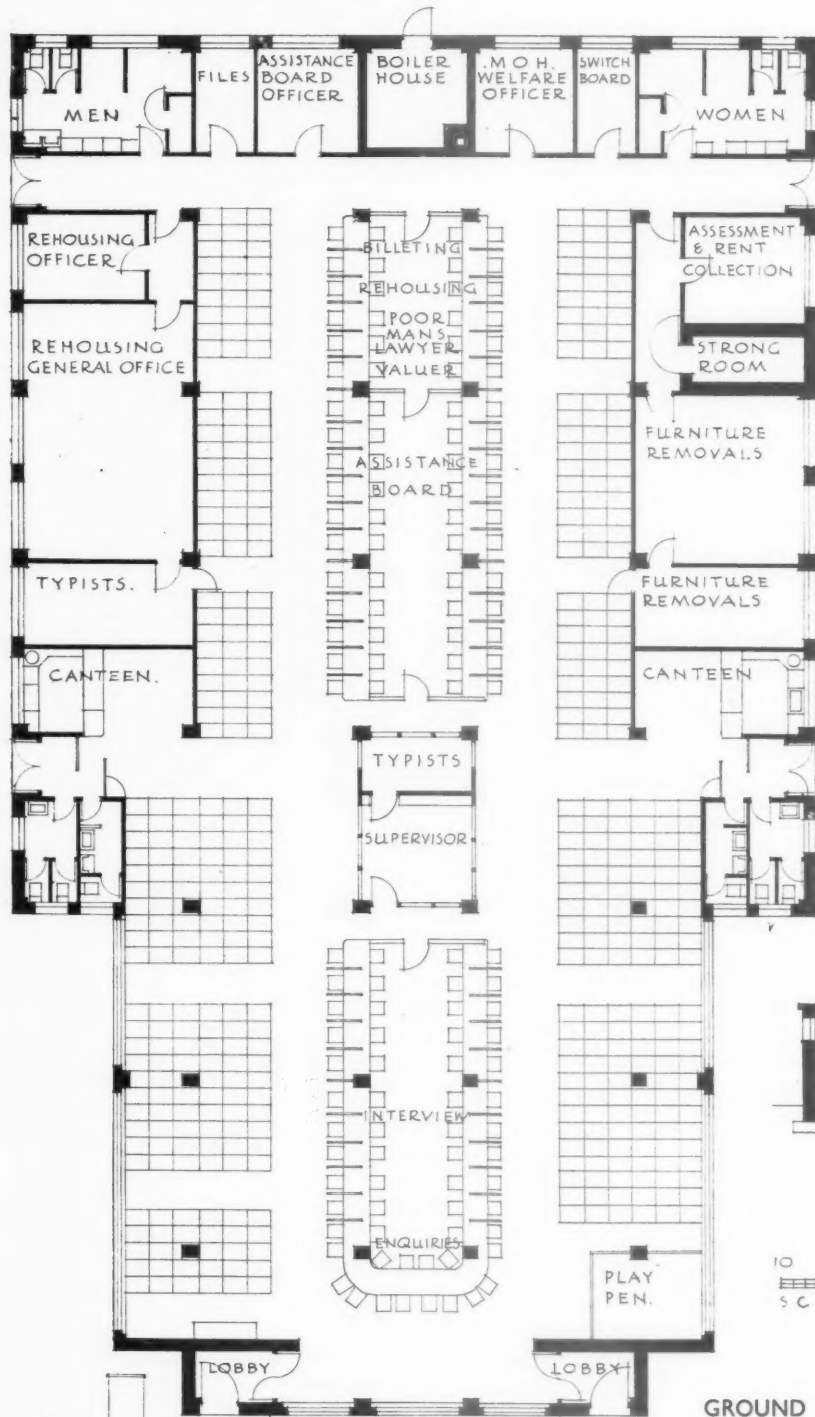 MEN
FILES
ASSISTANCE
BOARD
OFFICER
BOILER
HOUSE
M.O.H.
WELFARE
OFFICER
SWITCH
BOARD
WOMEN
REHOUSING
OFFICER
BILLETING
REHOUSING
POOR
MANS
LAWYER
VALUER
ASSESSMENT
& RENT
COLLECTION
STRONG
ROOM
REHOUSING
GENERAL OFFICE
ASSISTANCE
BOARD
FURNITURE
REMOVALS
TYPISTS.
FURNITURE
REMOVALS
CANTEEN.
CANTEEN
TYPISTS
SUPERVISOR
INTERVIEW
ENQUIRIES
PLAY
PEN.
10
SC
LOBBY
LOBBY
GROUND